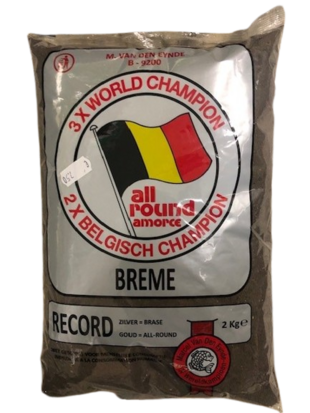 M. VAN DEN EYNDE
B - 9200
3 X WORLD CHAMPION
all
round
amorce
2 X BELGISCH CHAMPION
BREME
RECORD
ZILVER = BRASE
GOUD = ALL-ROUND
2 Kg e